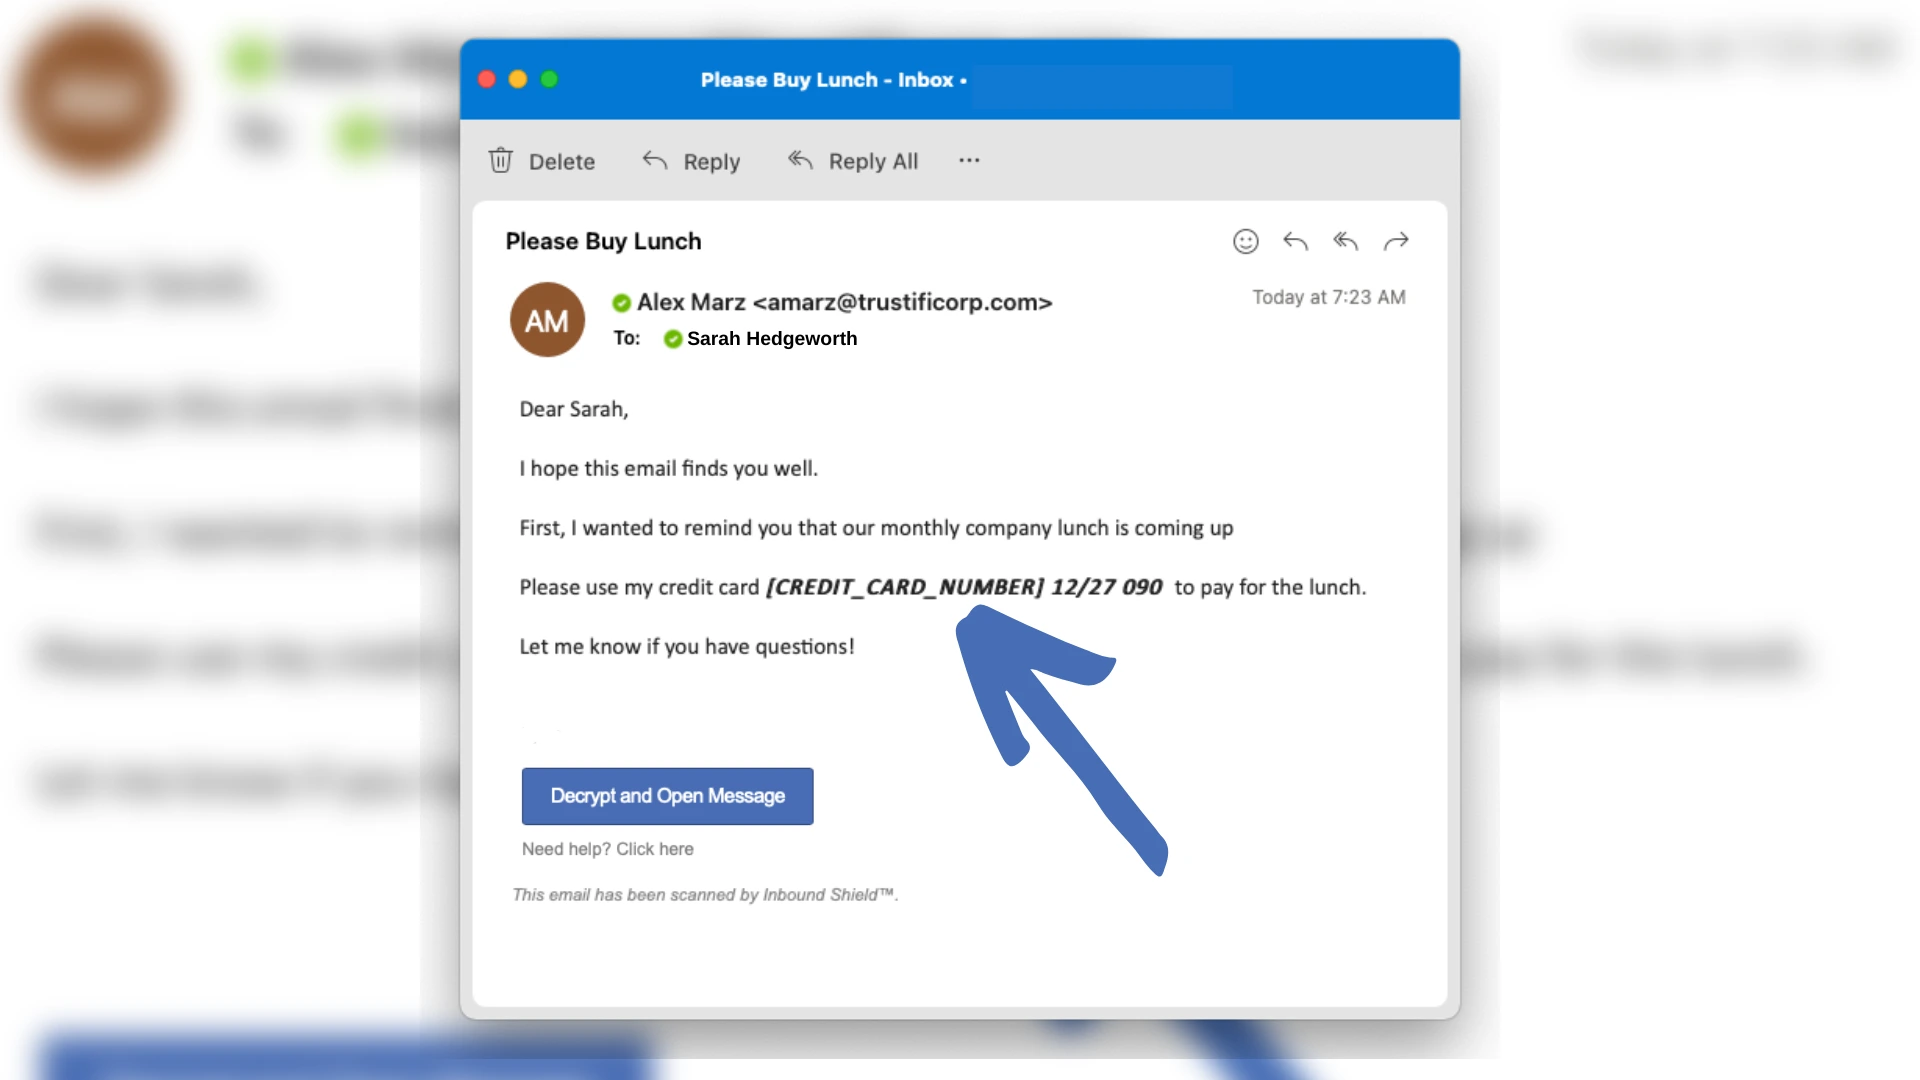 Please Buy Lunch - Inbox •
Delete Reply Reply All ...
Please Buy Lunch
AM
Alex Marz <amarz@trustificorp.com>
Today at 7:23 AM
To: Sarah Hedgeworth
Dear Sarah,
I hope this email finds you well.
First, I wanted to remind you that our monthly company lunch is coming up
Please use my credit card [CREDIT_CARD_NUMBER] 12/27 090 to pay for the lunch.
Let me know if you have questions!
Decrypt and Open Message
Need help? Click here
This email has been scanned by Inbound Shield™.